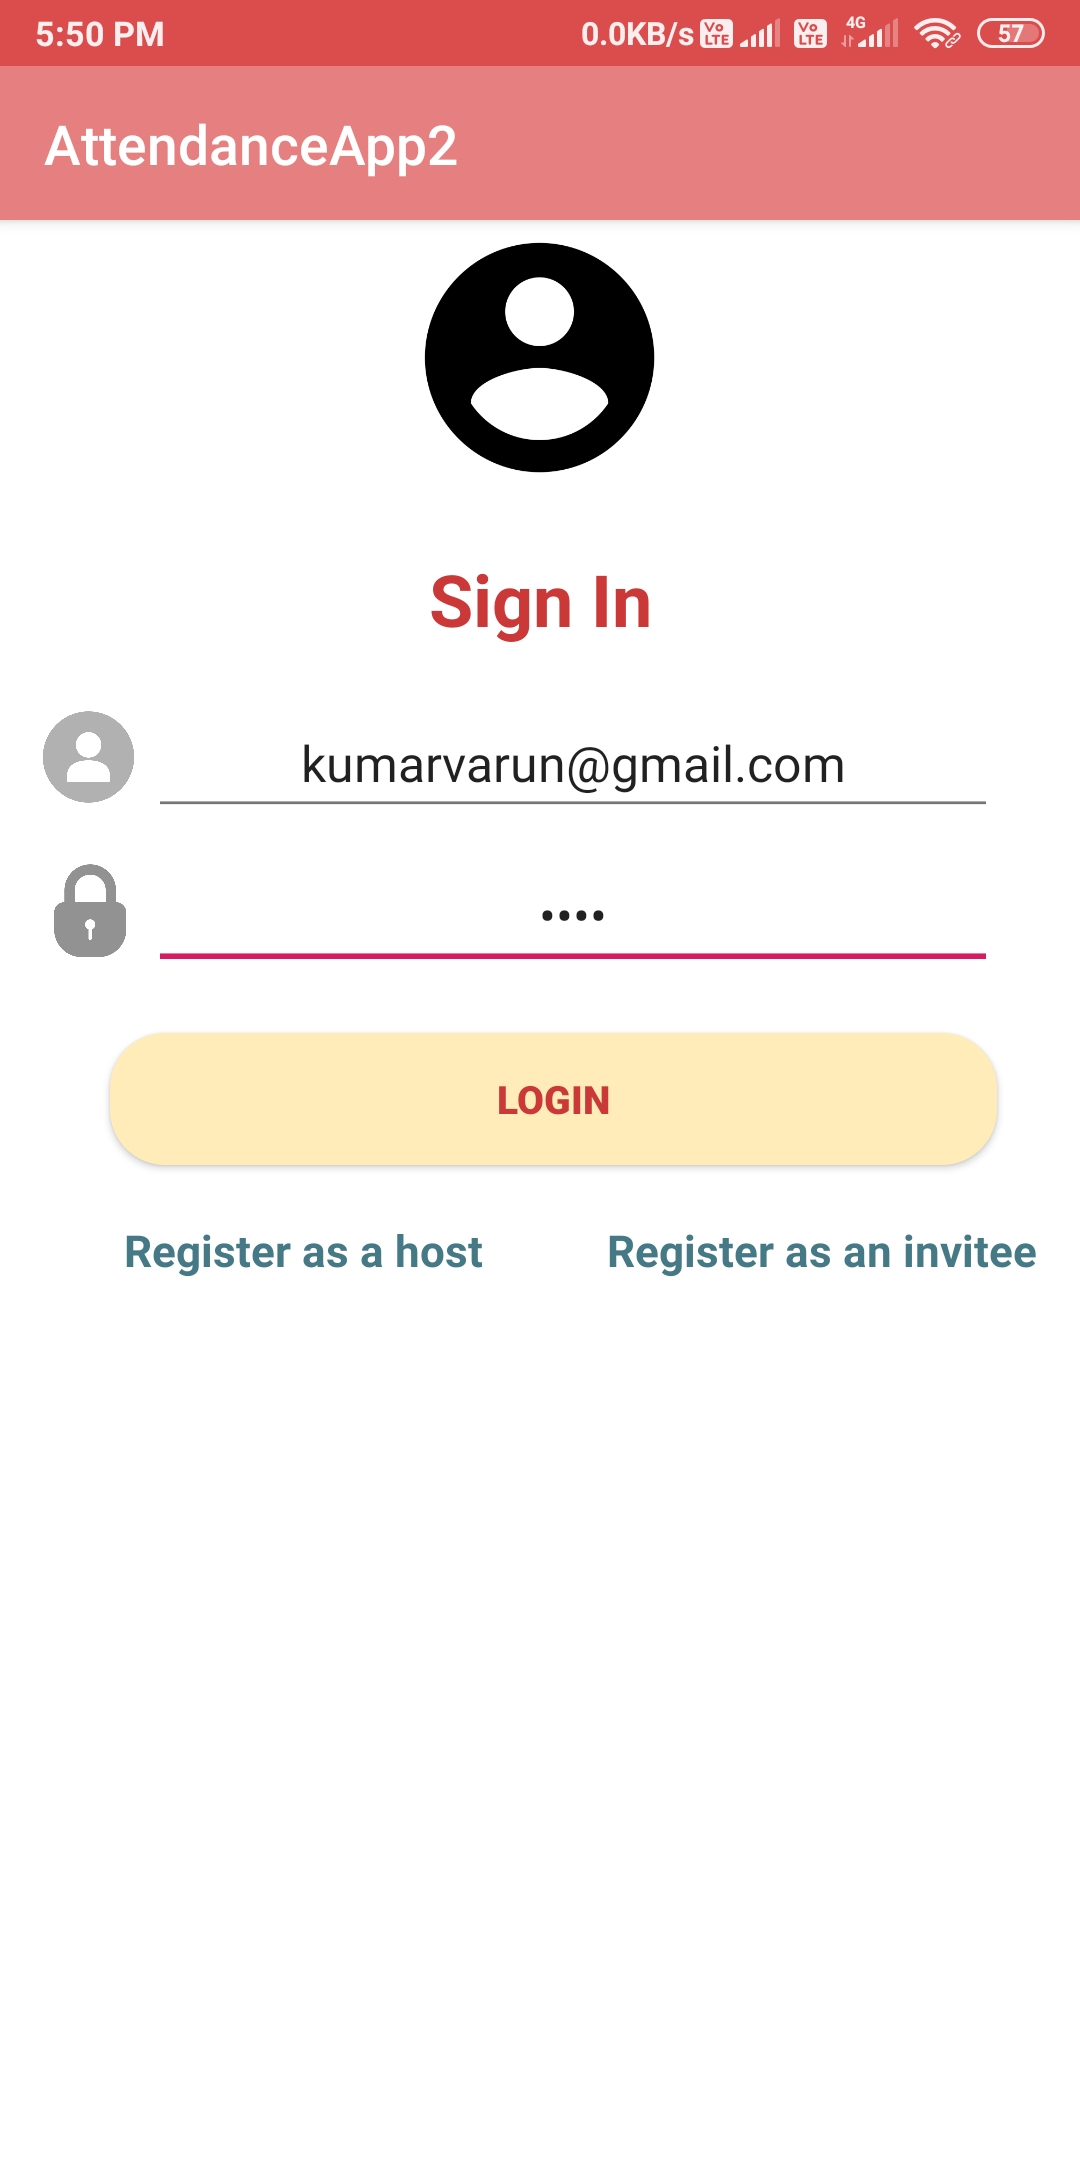 5:50 PM 0.0KB/s Vo LTE Vo LTE 4G 57
AttendanceApp2
Sign In
kumarvarun@gmail.com
••••
LOGIN
Register as a host Register as an invitee